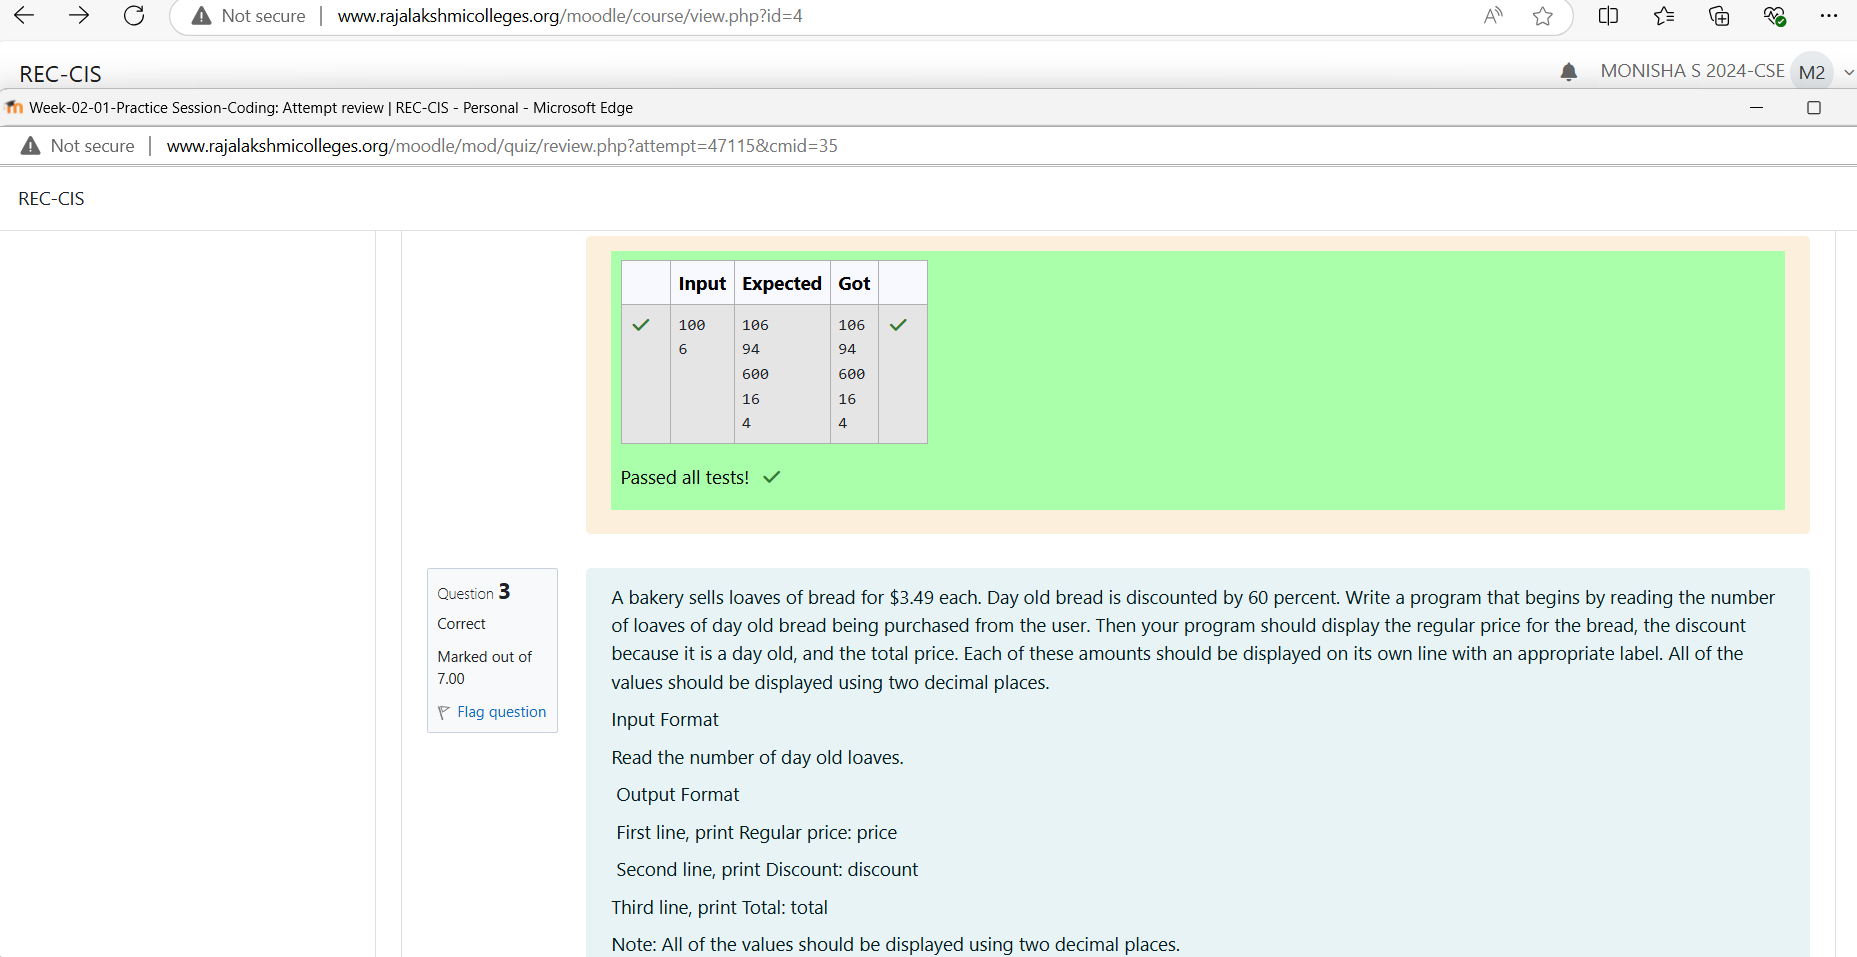 Not secure | www.rajalakshmicolleges.org/moodle/course/view.php?id=4
REC-CIS
MONISHA S 2024-CSE M2
Week-02-01-Practice Session-Coding: Attempt review | REC-CIS - Personal - Microsoft Edge
Not secure | www.rajalakshmicolleges.org/moodle/mod/quiz/review.php?attempt=47115&cmid=35
REC-CIS
Input Expected Got
100 106 106
6 94 94
600 600
16 16
4 4
Passed all tests!
Question 3
Correct
Marked out of
7.00
Flag question
A bakery sells loaves of bread for $3.49 each. Day old bread is discounted by 60 percent. Write a program that begins by reading the number
of loaves of day old bread being purchased from the user. Then your program should display the regular price for the bread, the discount
because it is a day old, and the total price. Each of these amounts should be displayed on its own line with an appropriate label. All of the
values should be displayed using two decimal places.
Input Format
Read the number of day old loaves.
Output Format
First line, print Regular price: price
Second line, print Discount: discount
Third line, print Total: total
Note: All of the values should be displayed using two decimal places.